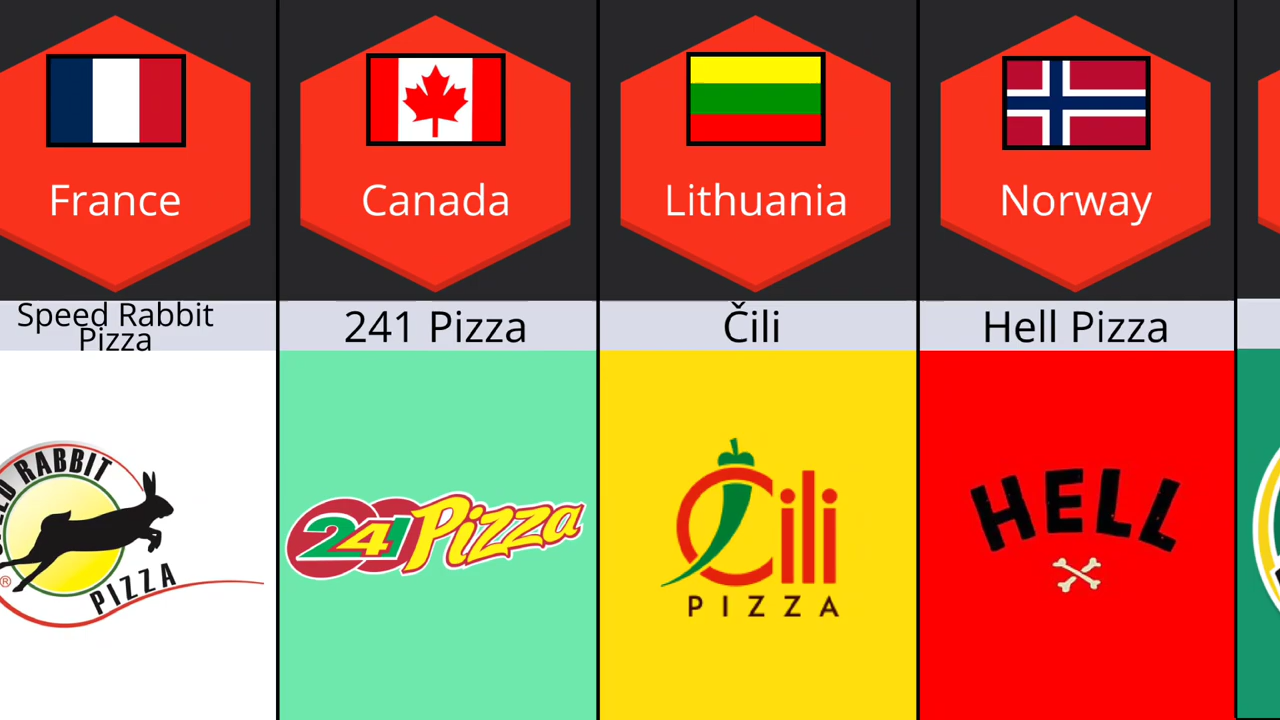 France
Canada
Lithuania
Norway
Speed Rabbit
Pizza
241 Pizza
Čili
Hell Pizza
RABBIT
PIZZA
®
241 Pizza
Čili
PIZZA
HELL